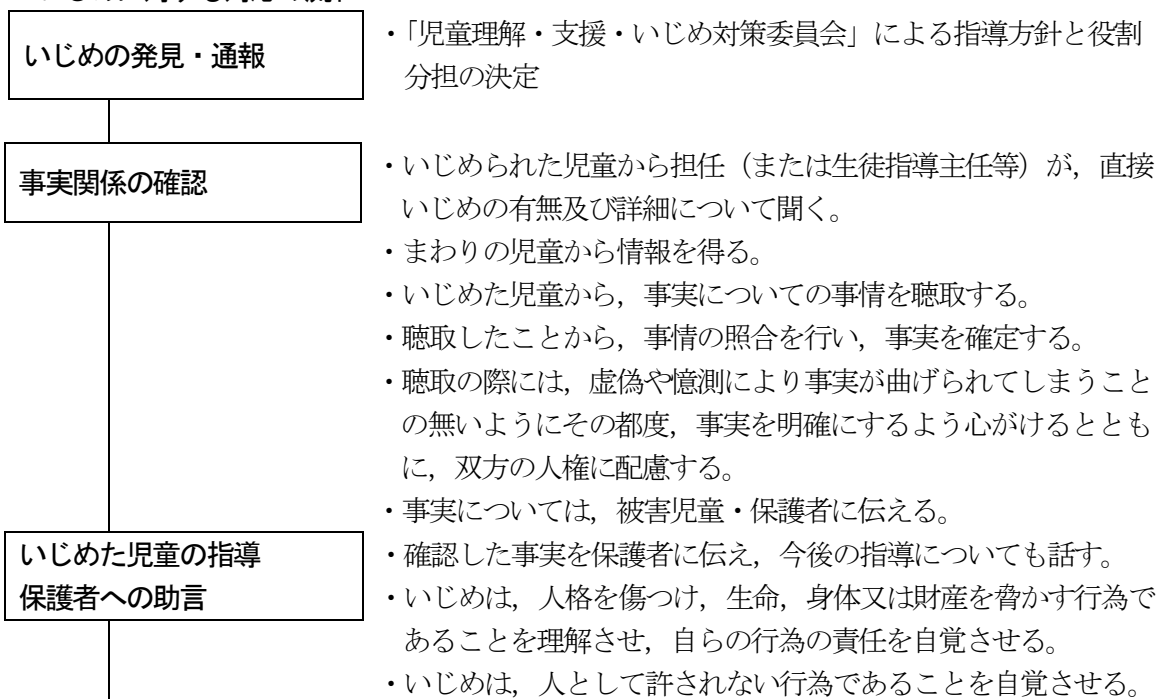 いじめの発見・通報
・「児童理解・支援・いじめ対策委員会」による指導方針と役割
分担の決定
事実関係の確認
・いじめられた児童から担任（または生徒指導主任等）が，直接
いじめの有無及び詳細について聞く。
・まわりの児童から情報を得る。
・いじめた児童から，事実についての事情を聴取する。
・聴取したことから，事情の照合を行い，事実を確定する。
・聴取の際には，虚偽や憶測により事実が曲げられてしまうこと
の無いようにその都度，事実を明確にするよう心がけるととも
に，双方の人権に配慮する。
・事実については，被害児童・保護者に伝える。
いじめた児童の指導
保護者への助言
・確認した事実を保護者に伝え，今後の指導についても話す。
・いじめは，人格を傷つけ，生命，身体又は財産を脅かす行為で
あることを理解させ，自らの行為の責任を自覚させる。
・いじめは，人として許されない行為であることを自覚させる。